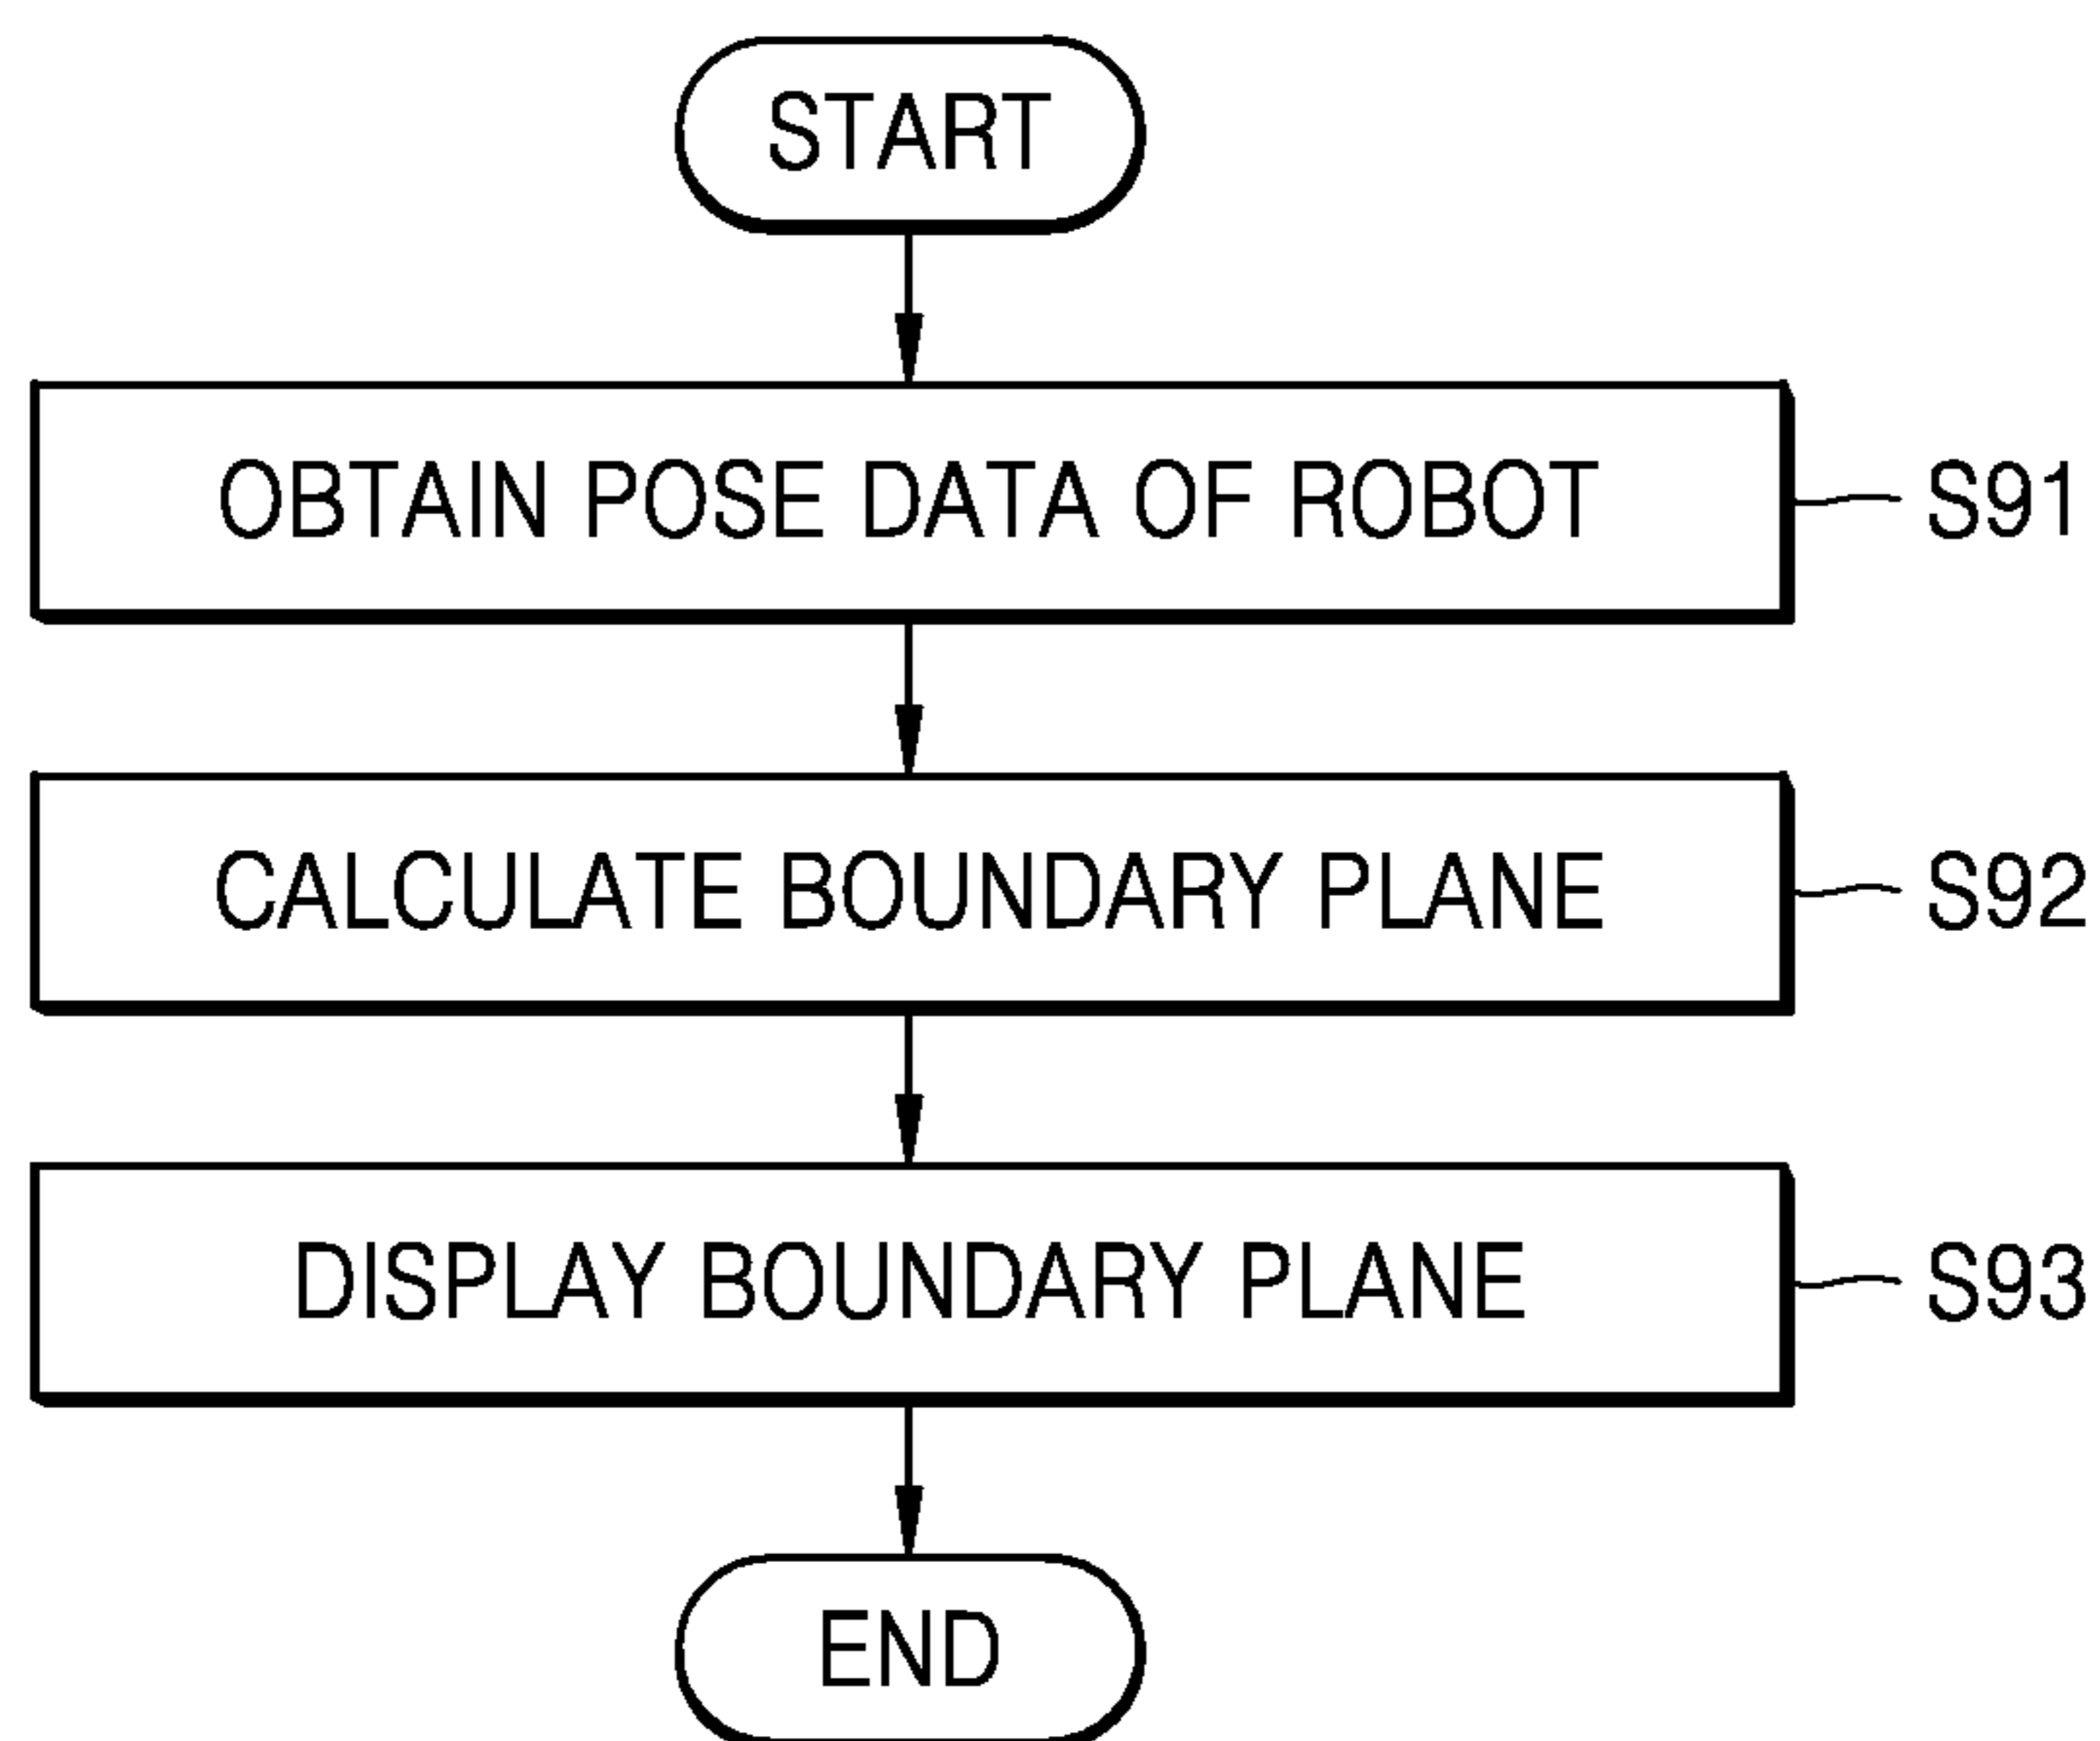 START
OBTAIN POSE DATA OF ROBOT
S91
CALCULATE BOUNDARY PLANE
S92
DISPLAY BOUNDARY PLANE
S93
END